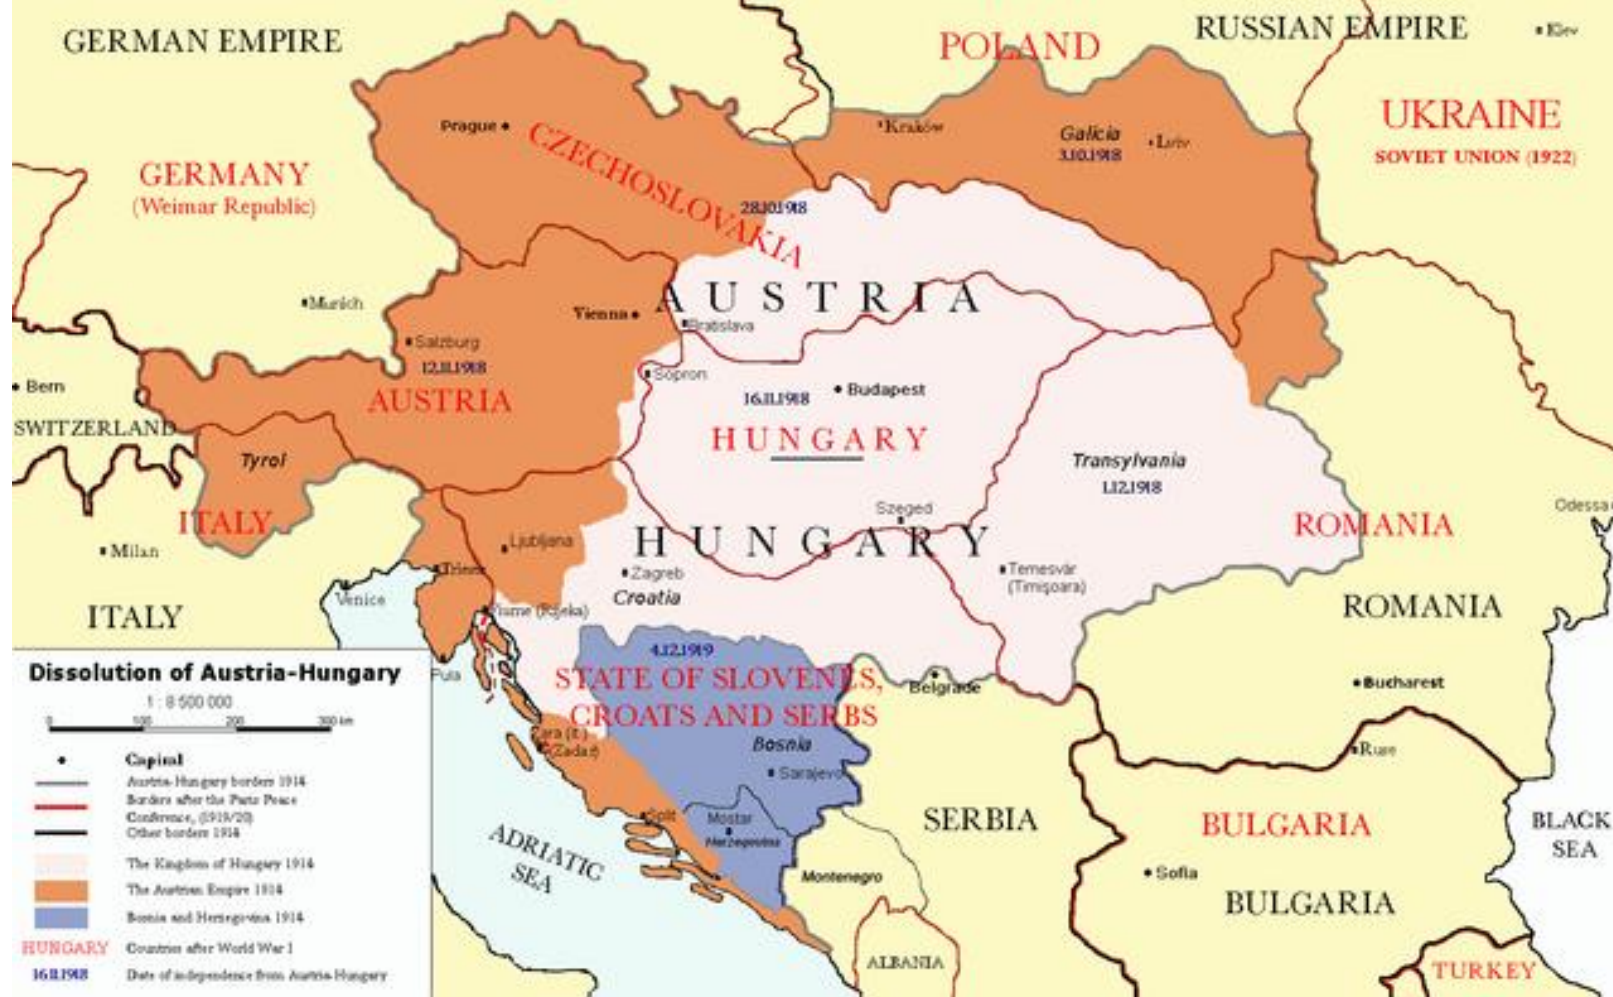 GERMAN EMPIRE
POLAND
RUSSIAN EMPIRE
Kiev
Prague
CZECHOSLOVAKIA
Kraków
Galicia
3.10.1918
Lviv
UKRAINE
SOVIET UNION (1922)
GERMANY
(Weimar Republic)
28.10.1918
Munich
Vienna
AUSTRIA
Bratislava
Salzburg
12.11.1918
AUSTRIA
Sopron
16.11.1918
Budapest
HUNGARY
Bern
SWITZERLAND
Tyrol
Transylvania
1.12.1918
ITALY
Szeged
ROMANIA
Odessa
Milan
Ljubljana
HUNGARY
Trieste
Zagreb
Croatia
Temesvár
(Timişoara)
Venice
Fiume (Rijeka)
ITALY
ROMANIA
4.12.1919
Pula
STATE OF SLOVENES,
CROATS AND SERBS
Belgrade
Bucharest
Zara (it.)
(Zadar)
Bosnia
Sarajevo
Ruse
Split
Mostar
Herzegovina
SERBIA
BULGARIA
BLACK
SEA
ADRIATIC
SEA
Montenegro
Sofia
BULGARIA
ALBANIA
TURKEY
Dissolution of Austria-Hungary
1 : 8 500 000
0 100 200 300 km
Capital
Austria-Hungary borders 1914
Borders after the Paris Peace
Conference, (1919/20)
Other borders 1914
The Kingdom of Hungary 1914
The Austrian Empire 1914
Bosnia and Herzegovina 1914
HUNGARY Countries after World War I
16.11.1918 Date of independence from Austria-Hungary